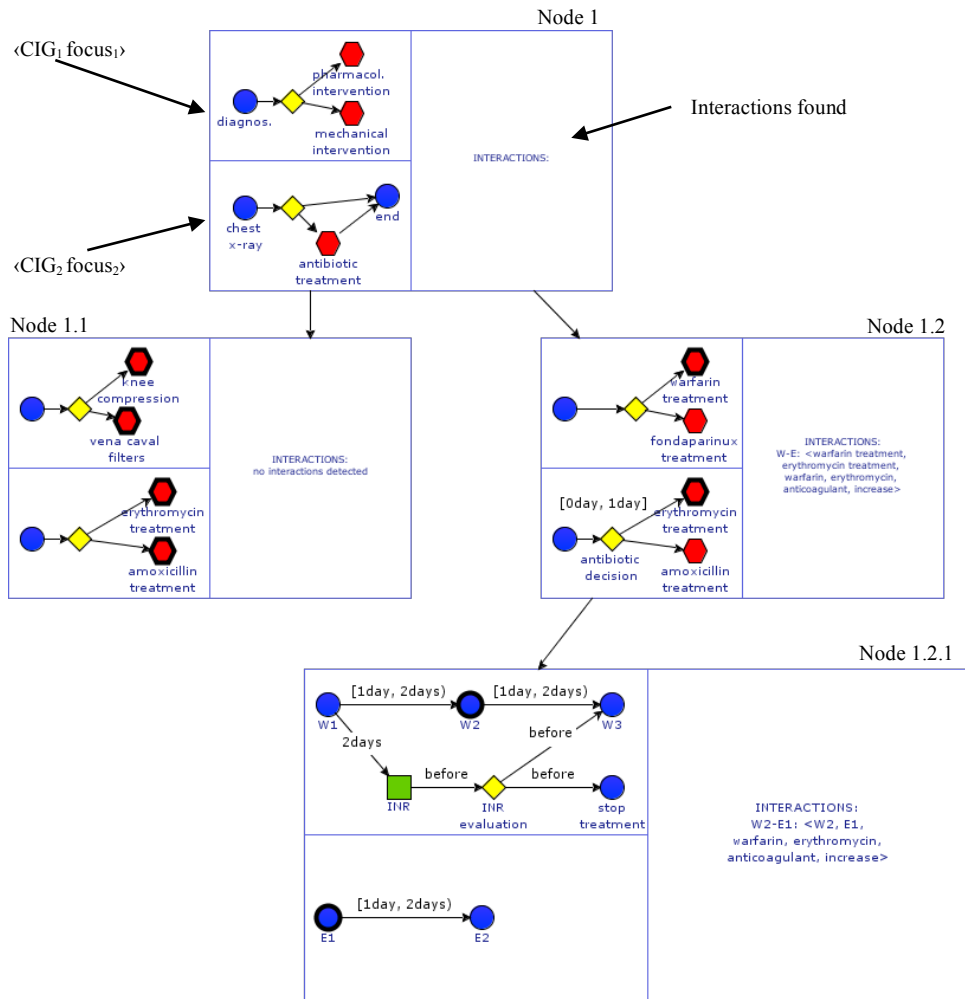 Node 1
‹CIG₁ focus₁›
pharmacol.
intervention
diagnos.
mechanical
intervention
Interactions found
INTERACTIONS:
chest
x-ray
end
antibiotic
treatment
‹CIG₂ focus₂›
Node 1.1
knee
compression
vena caval
filters
INTERACTIONS:
no interactions detected
erythromycin
treatment
amoxicillin
treatment
Node 1.2
warfarin
treatment
fondaparinux
treatment
INTERACTIONS:
W-E: <warfarin treatment,
erythromycin treatment,
warfarin, erythromycin,
anticoagulant, increase>
[0day, 1day]
erythromycin
treatment
antibiotic
decision
amoxicillin
treatment
Node 1.2.1
[1day, 2days)
[1day, 2days)
W1
W2
W3
2days
before
before
before
INR
INR
evaluation
stop
treatment
INTERACTIONS:
W2-E1: <W2, E1,
warfarin, erythromycin,
anticoagulant, increase>
[1day, 2days)
E1
E2